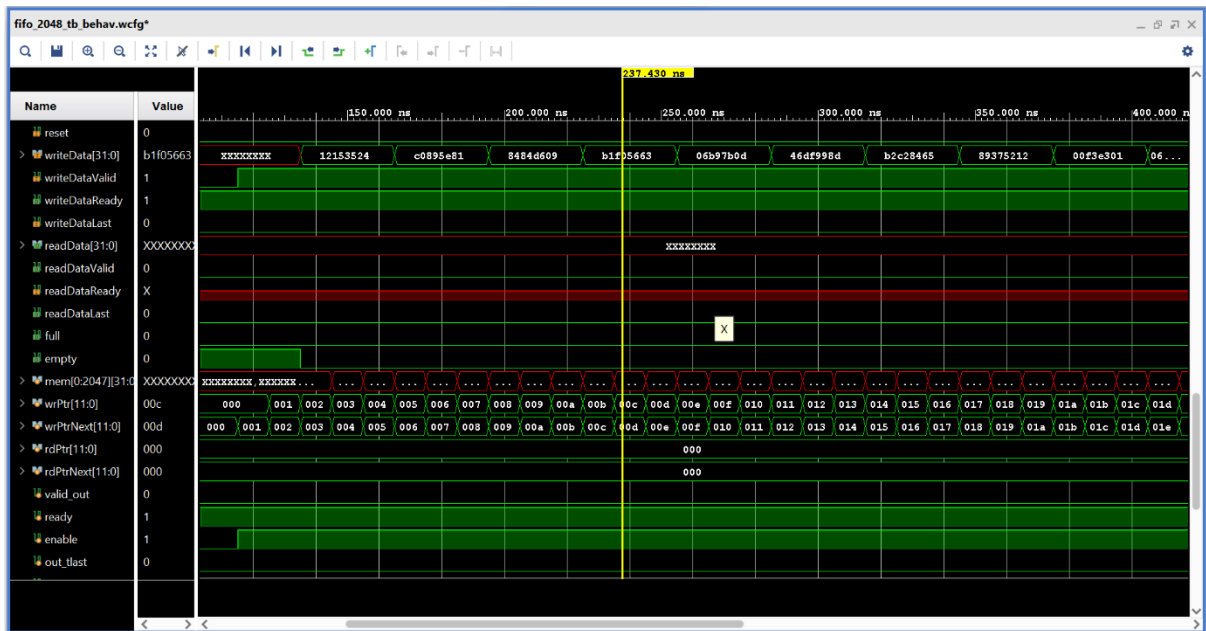 fifo_2048_tb_behav.wcfg*
237.430 ns
Name Value
150.000 ns 200.000 ns 250.000 ns 300.000 ns 350.000 ns 400.000 n
reset 0
writeData[31:0] b1f05663 XXXXXXXX 12153524 c0895e81 8484d609 b1f05663 06b97b0d 46df998d b2c28465 89375212 00f3e301 06...
writeDataValid 1
writeDataReady 1
writeDataLast 0
readData[31:0] XXXXXXXX XXXXXXXX
readDataValid 0
readDataReady X
readDataLast 0
X
full 0
empty 0
mem[0:2047][31:0 XXXXXXXX XXXXXXXX,XXXXXX... ... ... ... ... ... ... ... ... ... ... ... ... ... ... ... ... ... ... ... ... ... ... ... ... ... ... ...
wrPtr[11:0] 00c 000 001 002 003 004 005 006 007 008 009 00a 00b 00c 00d 00e 00f 010 011 012 013 014 015 016 017 018 019 01a 01b 01c 01d
wrPtrNext[11:0] 00d 000 001 002 003 004 005 006 007 008 009 00a 00b 00c 00d 00e 00f 010 011 012 013 014 015 016 017 018 019 01a 01b 01c 01d 01e
rdPtr[11:0] 000 000
rdPtrNext[11:0] 000 000
valid_out 0
ready 1
enable 1
out_tlast 0